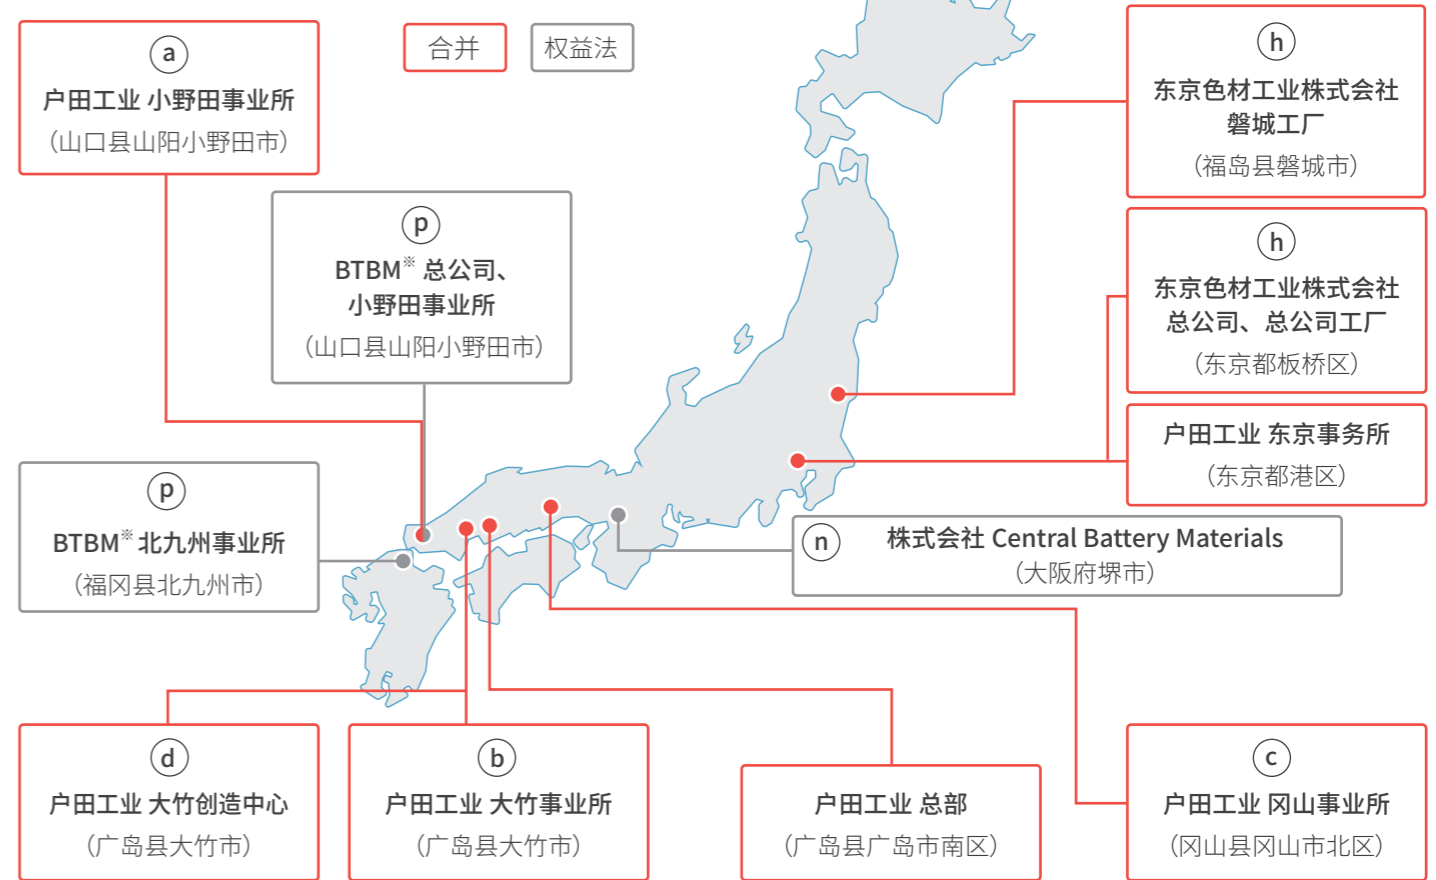 合并
权益法
a
户田工业 小野田事业所
（山口县山阳小野田市）
p
BTBM※ 总公司、
小野田事业所
（山口县山阳小野田市）
p
BTBM※ 北九州事业所
（福冈县北九州市）
h
东京色材工业株式会社
磐城工厂
（福岛县磐城市）
h
东京色材工业株式会社
总公司、总公司工厂
（东京都板桥区）
户田工业 东京事务所
（东京都港区）
n
株式会社 Central Battery Materials
（大阪府堺市）
d
户田工业 大竹创造中心
（广岛县大竹市）
b
户田工业 大竹事业所
（广岛县大竹市）
户田工业 总部
（广岛县广岛市南区）
c
户田工业 冈山事业所
（冈山县冈山市北区）